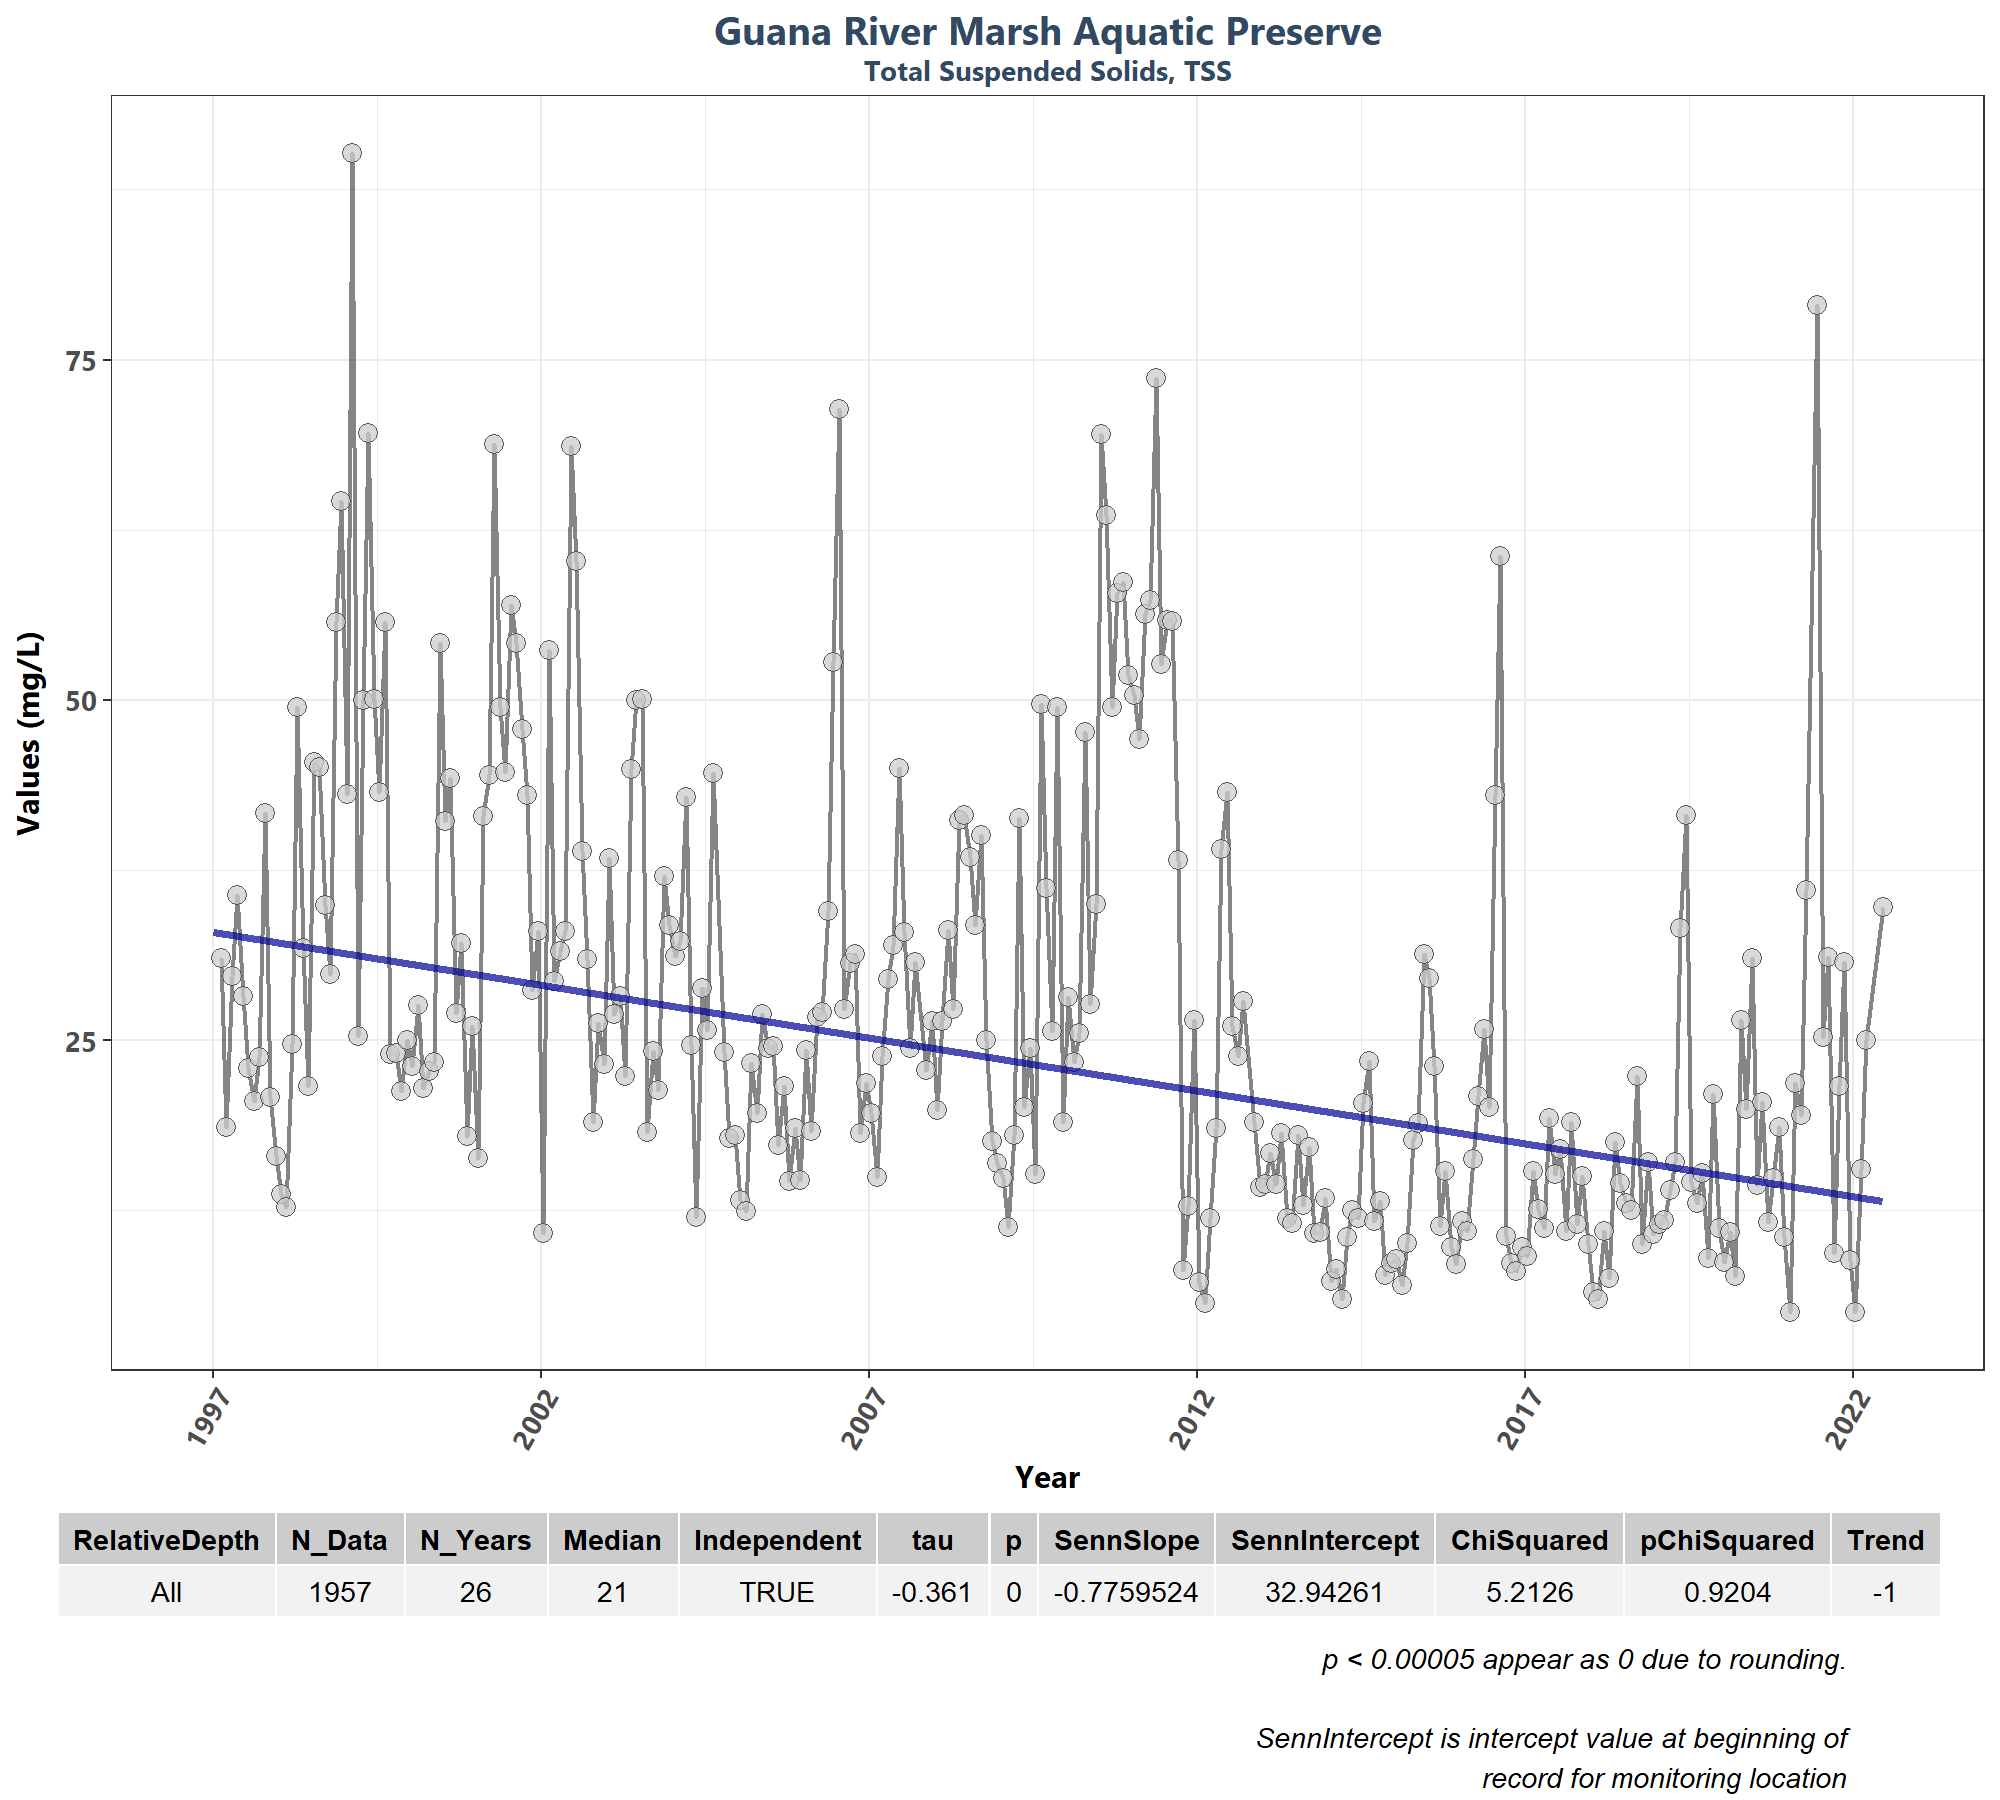 Guana River Marsh Aquatic Preserve
Total Suspended Solids, TSS
Values (mg/L)
75
50
25
1997 2002 2007 2012 2017 2022
Year
RelativeDepth N_Data N_Years Median Independent tau p SennSlope SennIntercept ChiSquared pChiSquared Trend
All 1957 26 21 TRUE -0.361 0 -0.7759524 32.94261 5.2126 0.9204 -1
p < 0.00005 appear as 0 due to rounding.
SennIntercept is intercept value at beginning of
record for monitoring location